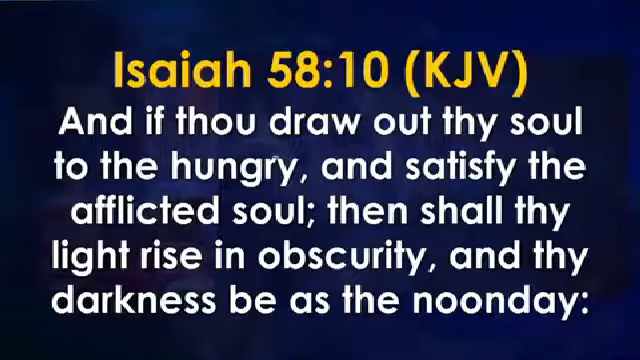 Isaiah 58:10 (KJV)
And if thou draw out thy soul
to the hungry, and satisfy the
afflicted soul; then shall thy
light rise in obscurity, and thy
darkness be as the noonday: